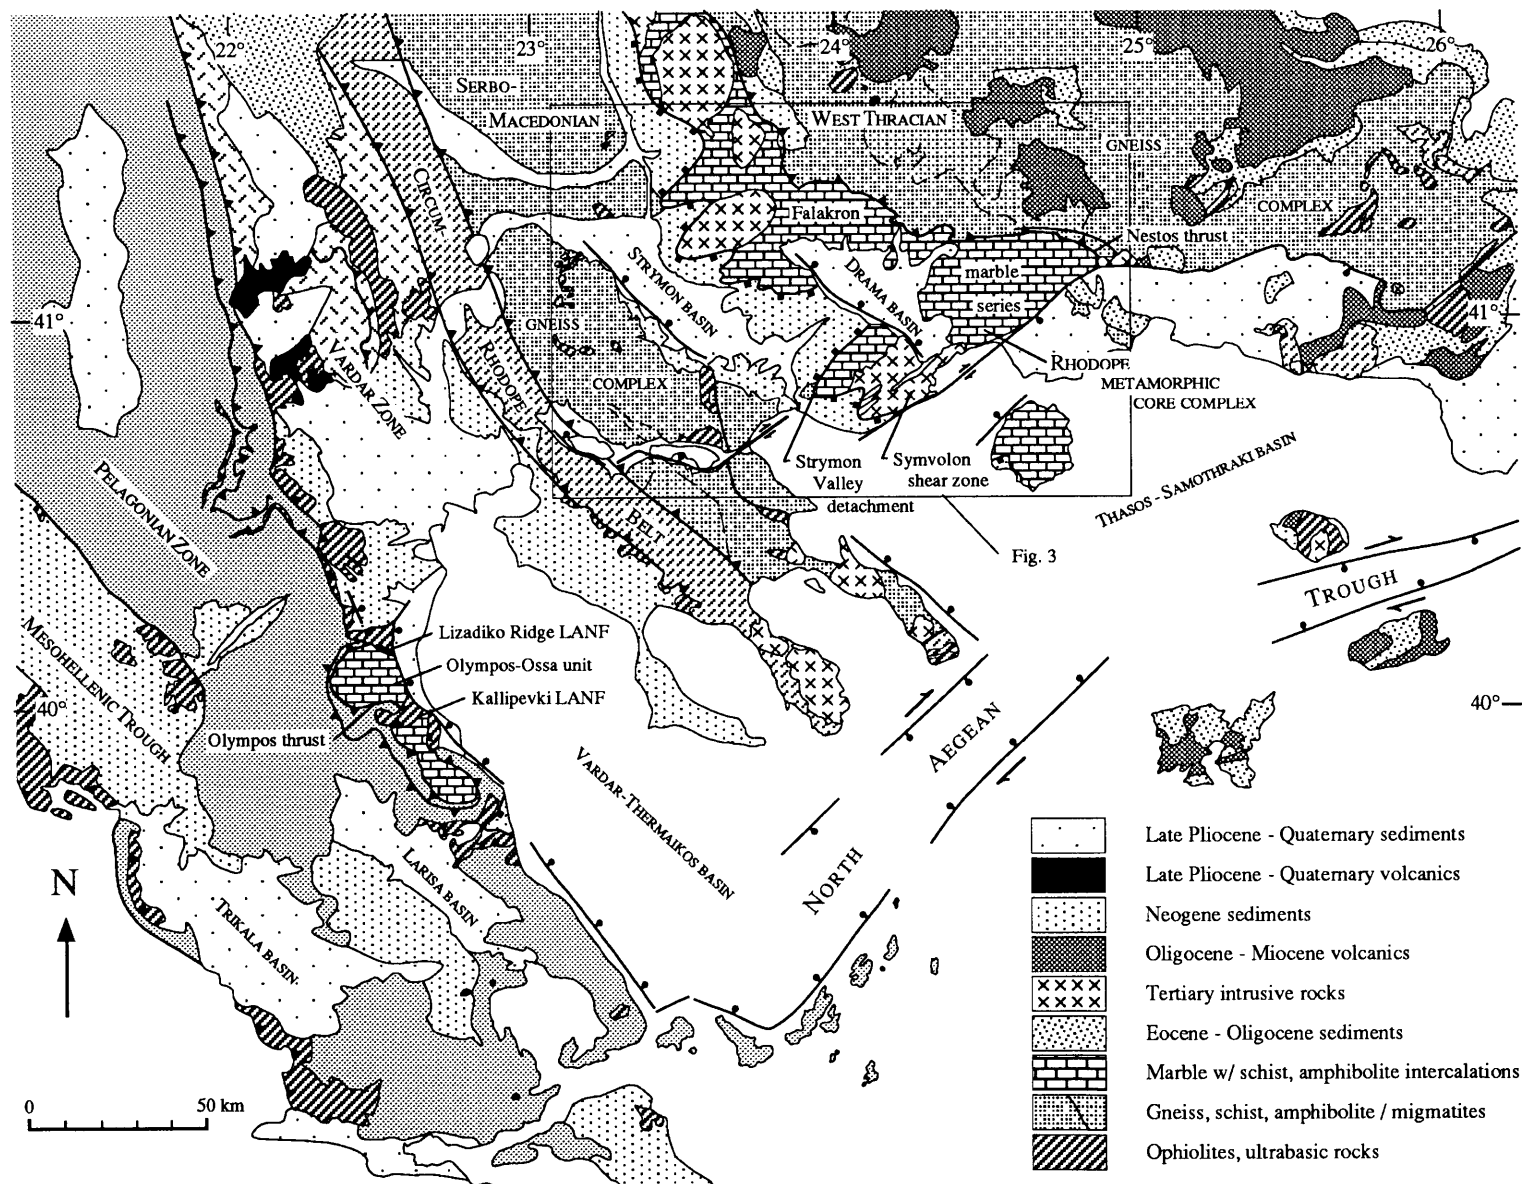 22°
23°
24°
25°
26°
SERBO-
MACEDONIAN
WEST THRACIAN
GNEISS
COMPLEX
CIRCUM-
RHODOPE
BELT
Falakron
marble
series
Nestos thrust
STRYMON BASIN
DRAMA BASIN
GNEISS
COMPLEX
41°
41°
VARDAR ZONE
RHODOPE
METAMORPHIC
CORE COMPLEX
PELAGONIAN ZONE
Strymon
Valley
detachment
Symvolon
shear zone
THASOS - SAMOTHRAKI BASIN
Fig. 3
TROUGH
MESOHELLENIC TROUGH
Lizadiko Ridge LANF
Olympos-Ossa unit
Kallipevki LANF
Olympos thrust
40°
40°
AEGEAN
NORTH
VARDAR-THERMAIKOS BASIN
LARISA BASIN
TRIKALA BASIN
N
0
50 km
Late Pliocene - Quaternary sediments
Late Pliocene - Quaternary volcanics
Neogene sediments
Oligocene - Miocene volcanics
Tertiary intrusive rocks
Eocene - Oligocene sediments
Marble w/ schist, amphibolite intercalations
Gneiss, schist, amphibolite / migmatites
Ophiolites, ultrabasic rocks